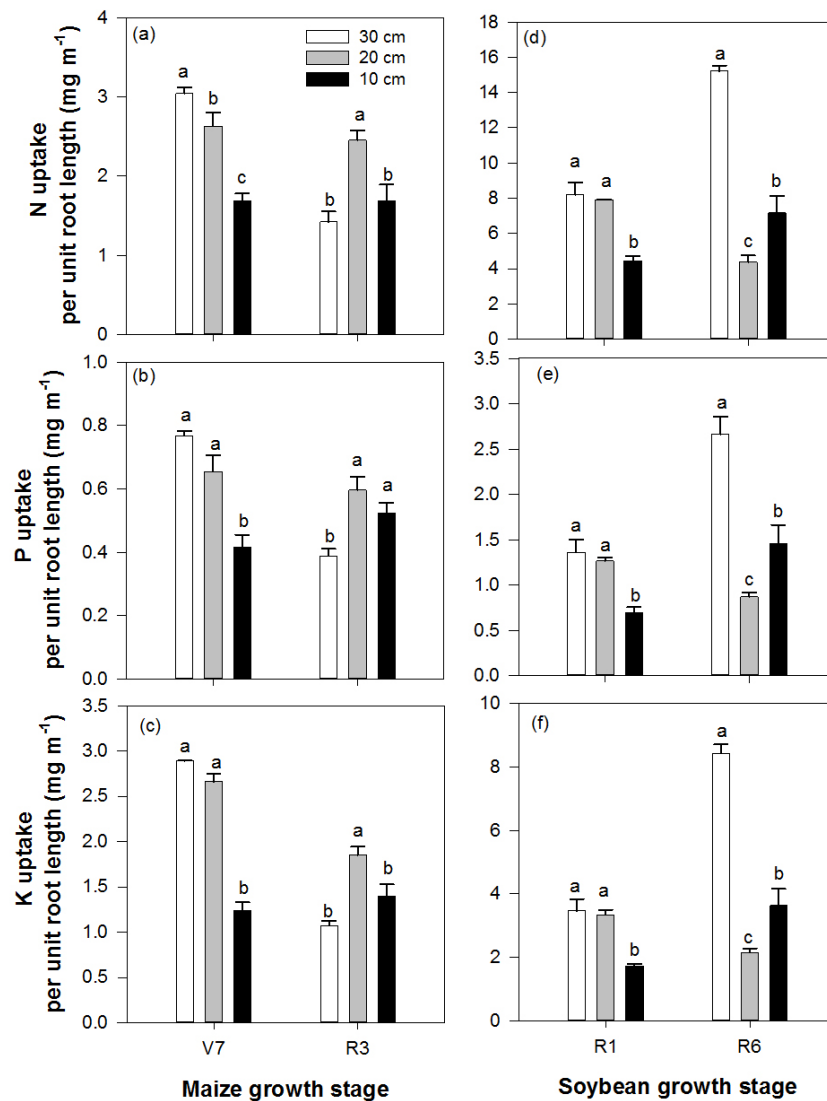 N uptake
per unit root length (mg m-1)
(a)
30 cm
20 cm
10 cm
4
3
2
1
0
a
b
c
b
a
b
(d)
18
16
14
12
10
8
6
4
2
0
a
a
b
a
c
b
P uptake
per unit root length (mg m-1)
(b)
1.0
0.8
0.6
0.4
0.2
0.0
a
a
b
b
a
a
(e)
3.5
3.0
2.5
2.0
1.5
1.0
0.5
0.0
a
a
b
a
c
b
K uptake
per unit root length (mg m-1)
(c)
3.5
3.0
2.5
2.0
1.5
1.0
0.5
0.0
a
a
b
b
a
b
V7
R3
Maize growth stage
(f)
10
8
6
4
2
0
a
a
b
a
c
b
R1
R6
Soybean growth stage